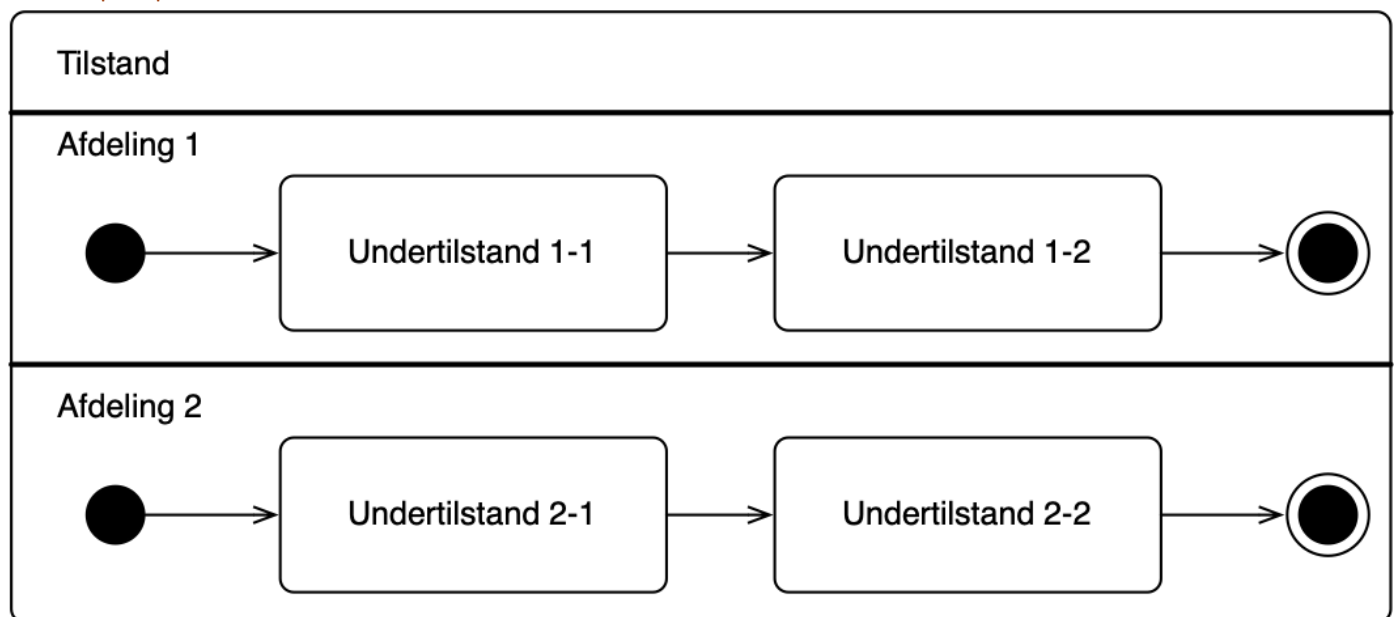 Tilstand
Afdeling 1
Undertilstand 1-1
Undertilstand 1-2
Afdeling 2
Undertilstand 2-1
Undertilstand 2-2